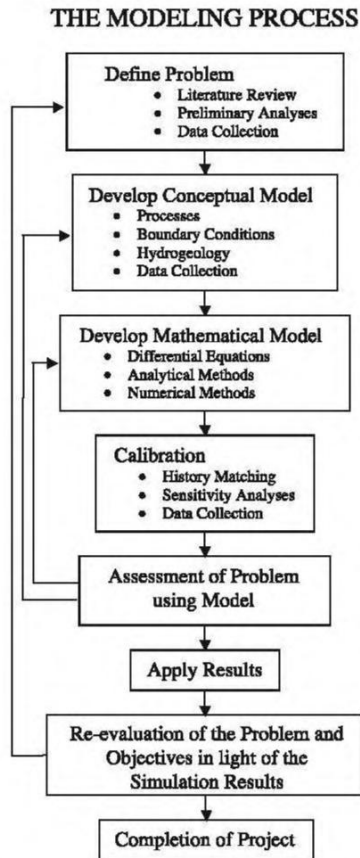 THE MODELING PROCESS
Define Problem
• Literature Review
• Preliminary Analyses
• Data Collection
Develop Conceptual Model
• Processes
• Boundary Conditions
• Hydrogeology
• Data Collection
Develop Mathematical Model
• Differential Equations
• Analytical Methods
• Numerical Methods
Calibration
• History Matching
• Sensitivity Analyses
• Data Collection
Assessment of Problem
using Model
Apply Results
Re-evaluation of the Problem and
Objectives in light of the
Simulation Results
Completion of Project